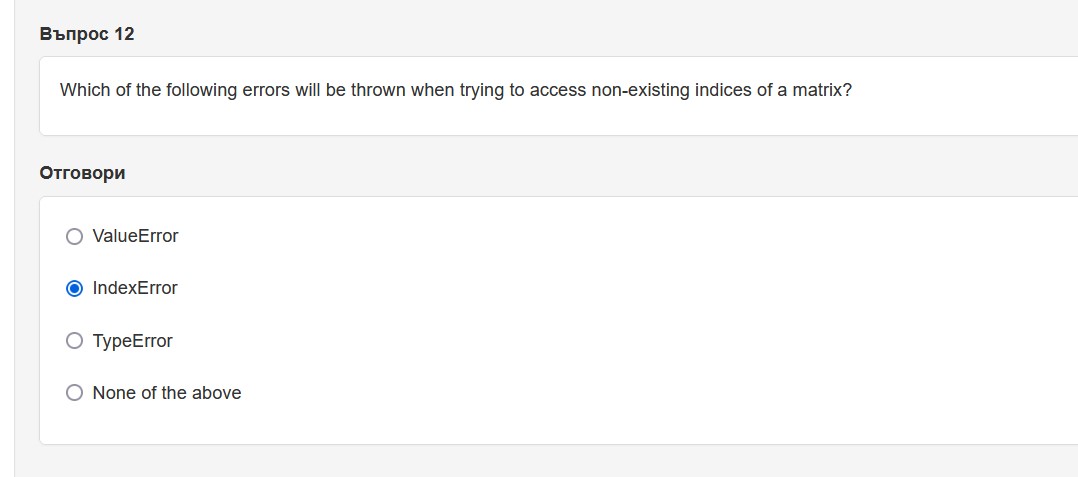 Въпрос 12
Which of the following errors will be thrown when trying to access non-existing indices of a matrix?
Отговори
ValueError
IndexError
TypeError
None of the above